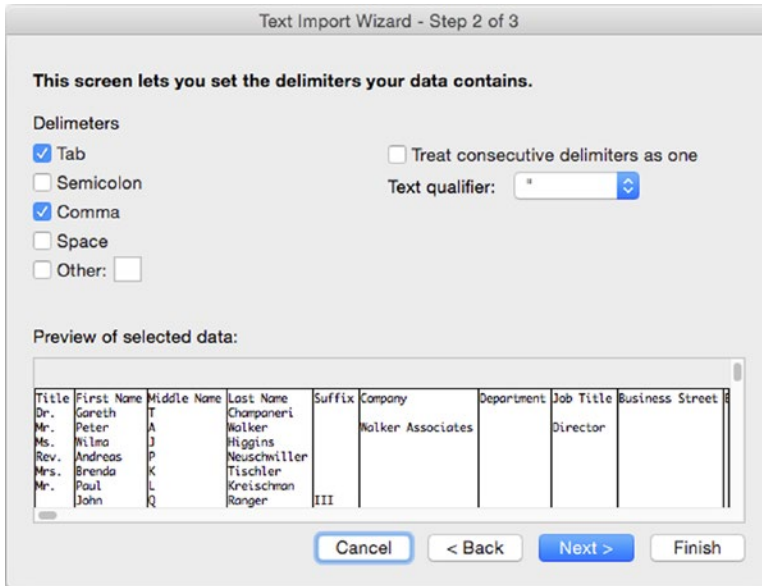 Text Import Wizard - Step 2 of 3
This screen lets you set the delimiters your data contains.
Delimeters
Tab
Treat consecutive delimiters as one
Semicolon
Text qualifier: "
Comma
Space
Other:
Preview of selected data:
Title First Name Middle Name Last Name Suffix Company Department Job Title Business Street
Dr. Gareth T Champaneri
Mr. Peter A Walker Walker Associates Director
Ms. Wilma J Higgins
Rev. Andreas P Neuschwiller
Mrs. Brenda K Tischler
Mr. Paul L Kreischman
John Q Ranger III
Cancel < Back Next > Finish